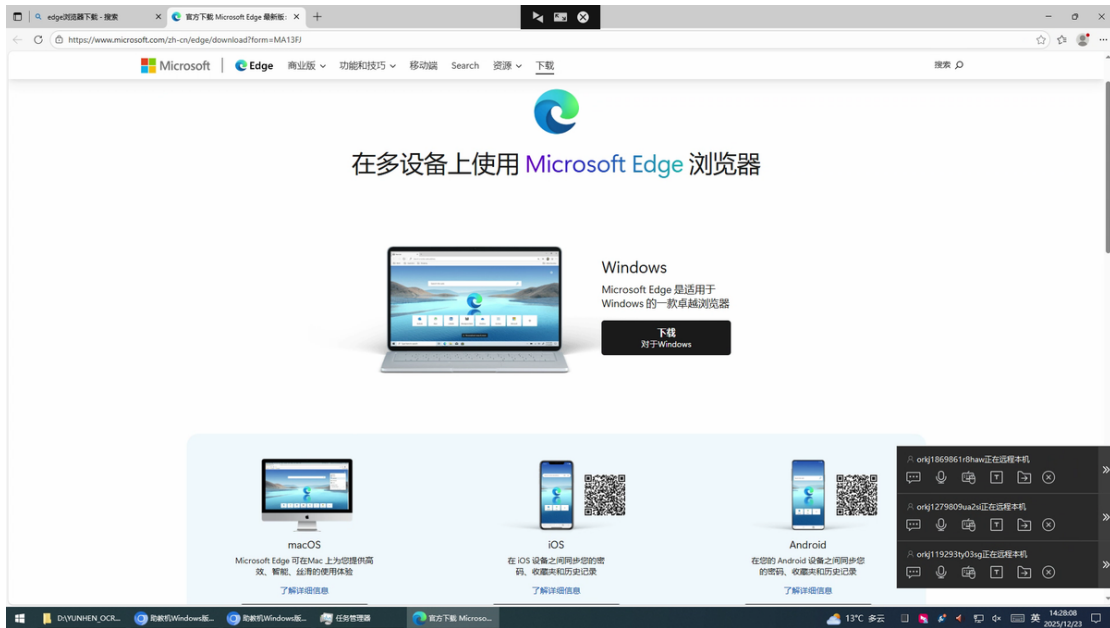 edge浏览器下载 - 搜索
官方下载 Microsoft Edge 最新版:
https://www.microsoft.com/zh-cn/edge/download?form=MA13FJ
Microsoft
Edge
商业版
功能和技巧
移动端
Search
资源
下载
搜索
在多设备上使用 Microsoft Edge 浏览器
Windows
Microsoft Edge 是适用于
Windows 的一款卓越浏览器
下载
对于Windows
macOS
Microsoft Edge 可在Mac 上为您提供高
效、智能、丝滑的使用体验
了解详细信息
iOS
在 iOS 设备之间同步您的密
码、收藏夹和历史记录
了解详细信息
Android
在您的 Android 设备之间同步您
的密码、收藏夹和历史记录
了解详细信息
orkj1869861r8haw正在远程本机
orkj1279809ua2sl正在远程本机
orkj119293ty03sg正在远程本机
D:\YUNHEN_OCR...
助教机Windows版...
助教机Windows版...
任务管理器
官方下载 Microso...
13°C 多云
英
14:28:08
2025/12/23